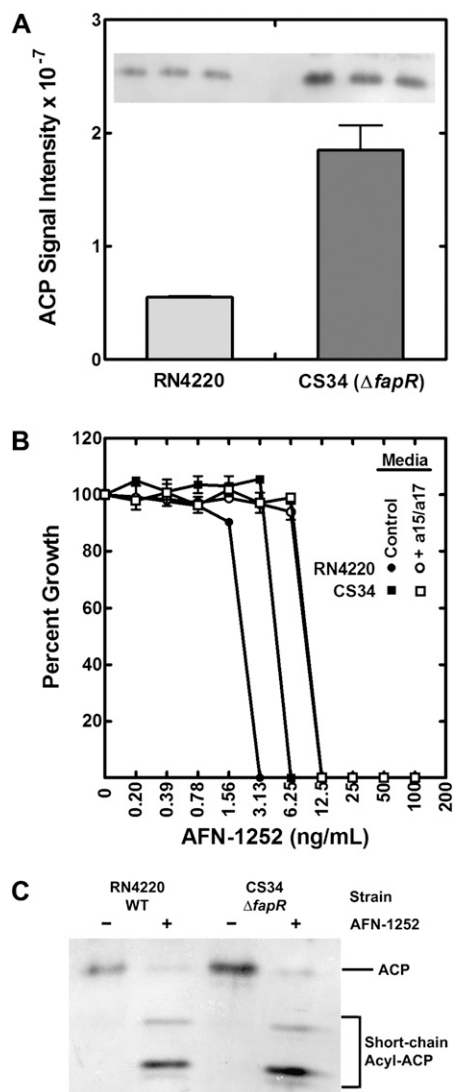 A
ACP Signal Intensity x 10⁻⁷
3
2
1
0
RN4220
CS34 (ΔfapR)
B
Percent Growth
120
100
80
60
40
20
Media
Control
+ a15/a17
RN4220
CS34
0
0.20
0.39
0.78
1.56
3.13
6.25
12.5
25
50
100
200
AFN-1252 (ng/mL)
C
RN4220
WT
CS34
ΔfapR
Strain
– + – + AFN-1252
ACP
Short-chain
Acyl-ACP